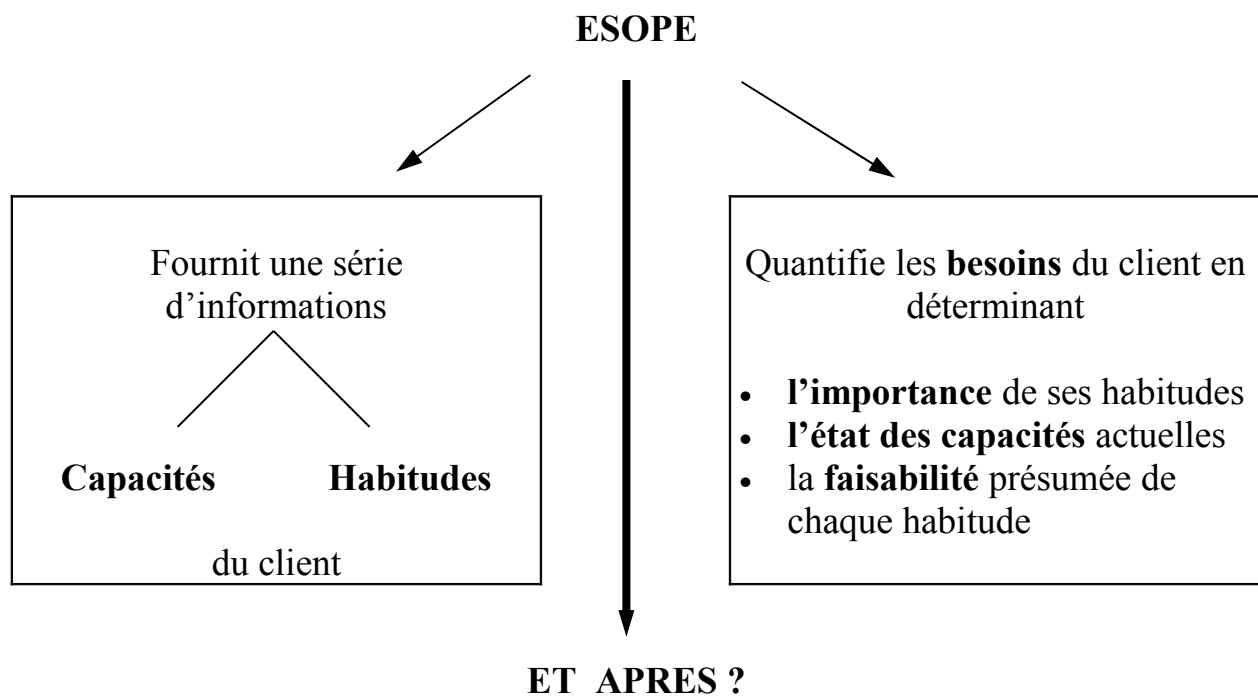 ESOPE
Fournit une série
d’informations
Capacités Habitudes
du client
Quantifie les besoins du client en
déterminant
• l’importance de ses habitudes
• l’état des capacités actuelles
• la faisabilité présumée de
chaque habitude
ET APRES ?